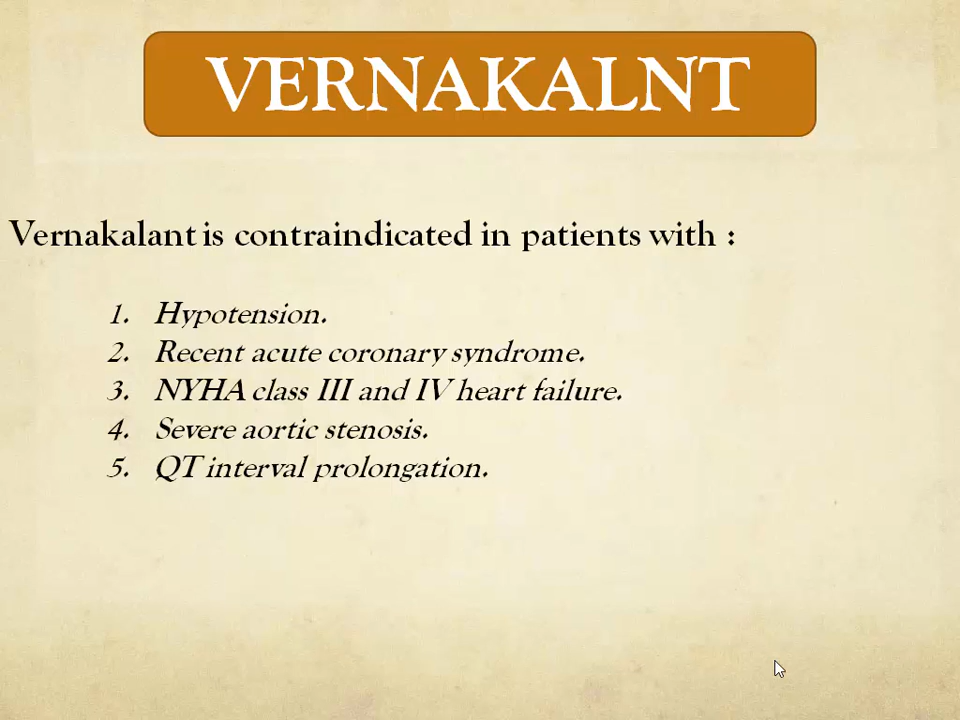 VERNAKALNT
Vernakalant is contraindicated in patients with :
1. Hypotension.
2. Recent acute coronary syndrome.
3. NYHA class III and IV heart failure.
4. Severe aortic stenosis.
5. QT interval prolongation.